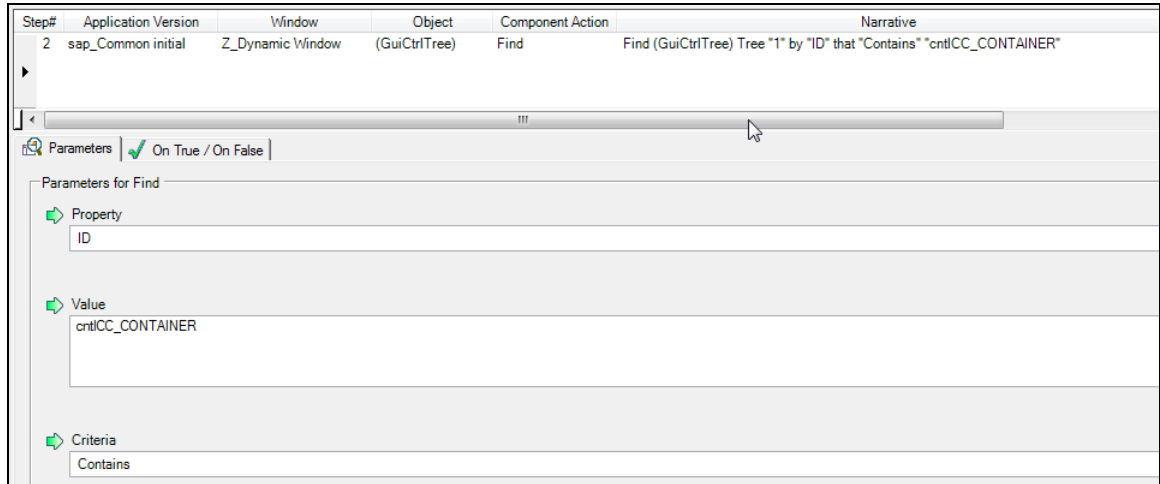 Step# Application Version Window Object Component Action Narrative
2 sap_Common initial Z_Dynamic Window (GuiCtrlTree) Find Find (GuiCtrlTree) Tree "1" by "ID" that "Contains" "cntlCC_CONTAINER"
Parameters On True / On False
Parameters for Find
Property
ID
Value
cntlCC_CONTAINER
Criteria
Contains